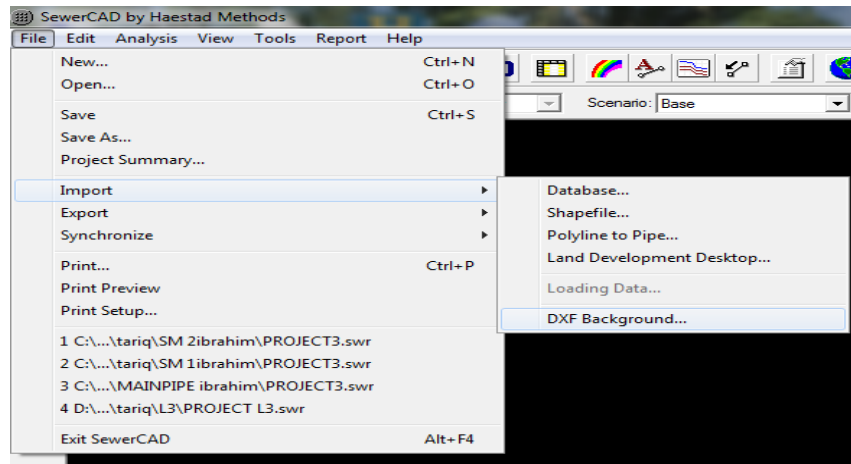 SewerCAD by Haestad Methods
File Edit Analysis View Tools Report Help
New... Ctrl+N
Open... Ctrl+O
Scenario: Base
Save Ctrl+S
Save As...
Project Summary...
Import
Database...
Export
Shapefile...
Synchronize
Polyline to Pipe...
Print... Ctrl+P
Land Development Desktop...
Print Preview
Loading Data...
Print Setup...
DXF Background...
1 C:\...\tariq\SM 2ibrahim\PROJECT3.swr
2 C:\...\tariq\SM 1ibrahim\PROJECT3.swr
3 C:\...\MAINPIPE ibrahim\PROJECT3.swr
4 D:\...\tariq\L3\PROJECT L3.swr
Exit SewerCAD Alt+F4